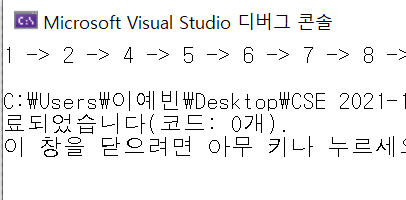 Microsoft Visual Studio 디버그 콘솔
1 -> 2 -> 4 -> 5 -> 6 -> 7 -> 8 ->
C:₩Users₩이예빈₩Desktop₩CSE 2021-1
료되었습니다(코드: 0개).
이 창을 닫으려면 아무 키나 누르세요